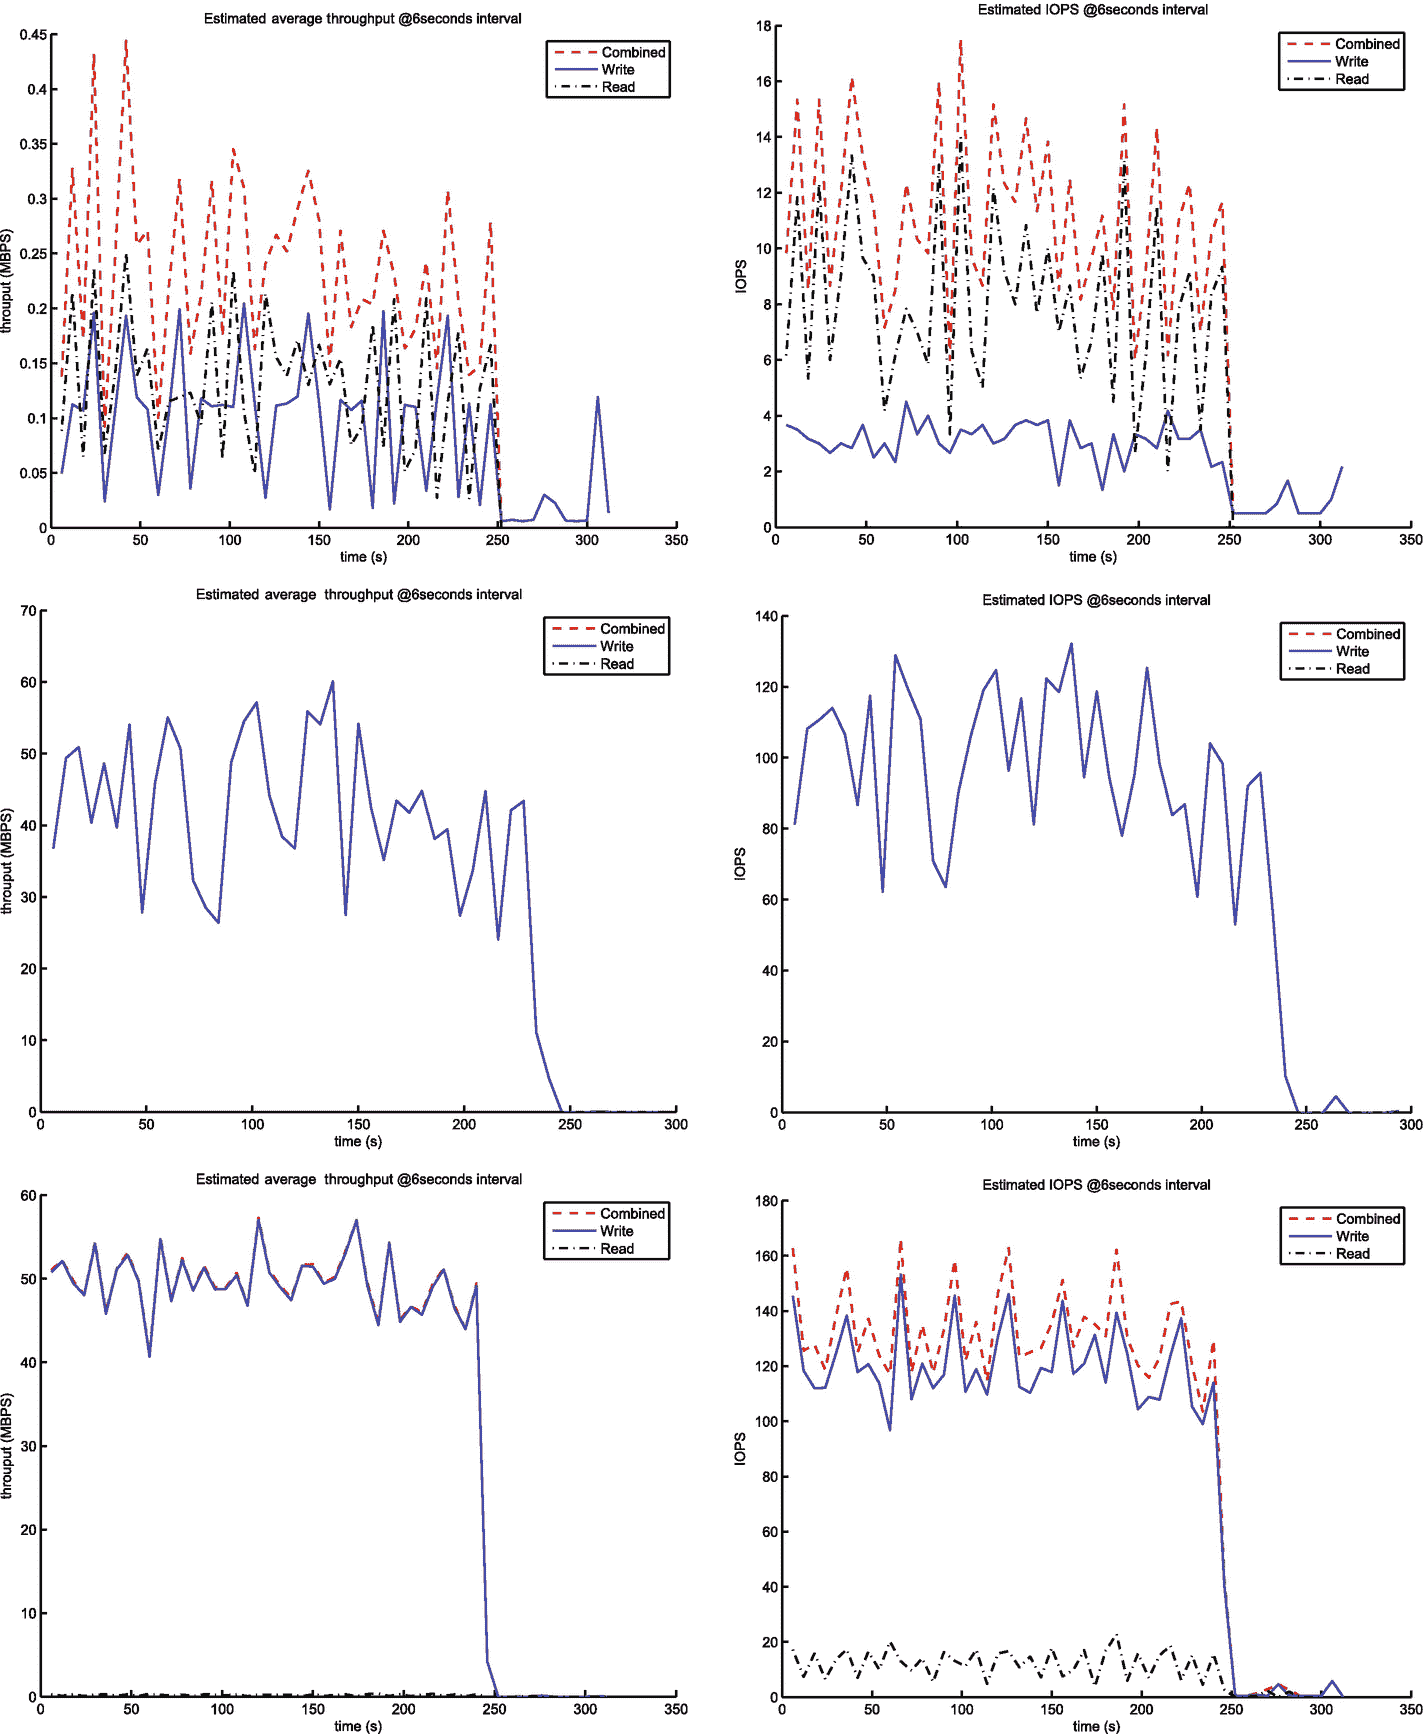 Estimated average throughput @6seconds interval
Combined
Write
Read
0.45
0.4
0.35
0.3
0.25
0.2
0.15
0.1
0.05
0
throuput (MBPS)
0 50 100 150 200 250 300 350
time (s)
Estimated IOPS @6seconds interval
Combined
Write
Read
18
16
14
12
10
8
6
4
2
0
IOPS
0 50 100 150 200 250 300 350
time (s)
Estimated average throughput @6seconds interval
Combined
Write
Read
70
60
50
40
30
20
10
0
throuput (MBPS)
0 50 100 150 200 250 300
time (s)
Estimated IOPS @6seconds interval
Combined
Write
Read
140
120
100
80
60
40
20
0
IOPS
0 50 100 150 200 250 300
time (s)
Estimated average throughput @6seconds interval
Combined
Write
Read
60
50
40
30
20
10
0
throuput (MBPS)
0 50 100 150 200 250 300 350
time (s)
Estimated IOPS @6seconds interval
Combined
Write
Read
180
160
140
120
100
80
60
40
20
0
IOPS
0 50 100 150 200 250 300 350
time (s)